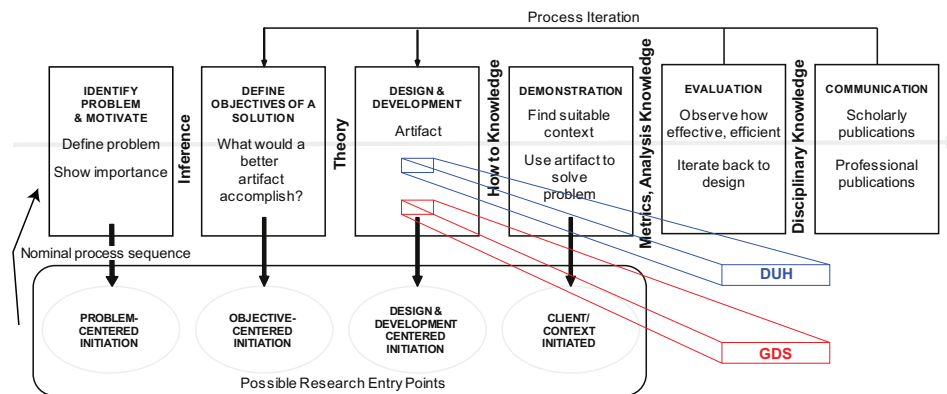 Process Iteration
IDENTIFY
PROBLEM
& MOTIVATE
Define problem
Show importance
Inference
DEFINE
OBJECTIVES OF A
SOLUTION
What would a
better
artifact
accomplish?
Theory
DESIGN &
DEVELOPMENT
Artifact
How to Knowledge
DEMONSTRATION
Find suitable
context
Use artifact to
solve
problem
Metrics, Analysis Knowledge
EVALUATION
Observe how
effective, efficient
Iterate back to
design
Disciplinary Knowledge
COMMUNICATION
Scholarly
publications
Professional
publications
Nominal process sequence
DUH
GDS
PROBLEM-
CENTERED
INITIATION
OBJECTIVE-
CENTERED
INITIATION
DESIGN &
DEVELOPMENT
CENTERED
INITIATION
CLIENT/
CONTEXT
INITIATED
Possible Research Entry Points